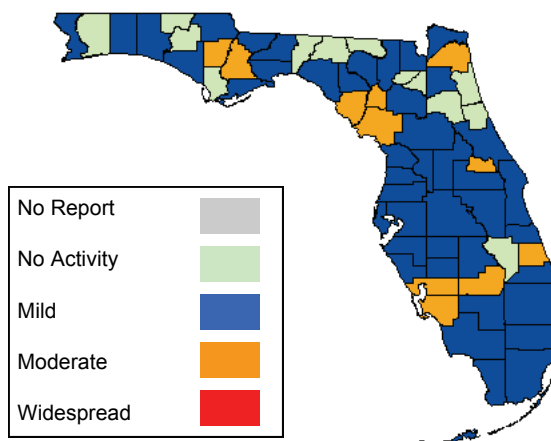 No Report
No Activity
Mild
Moderate
Widespread